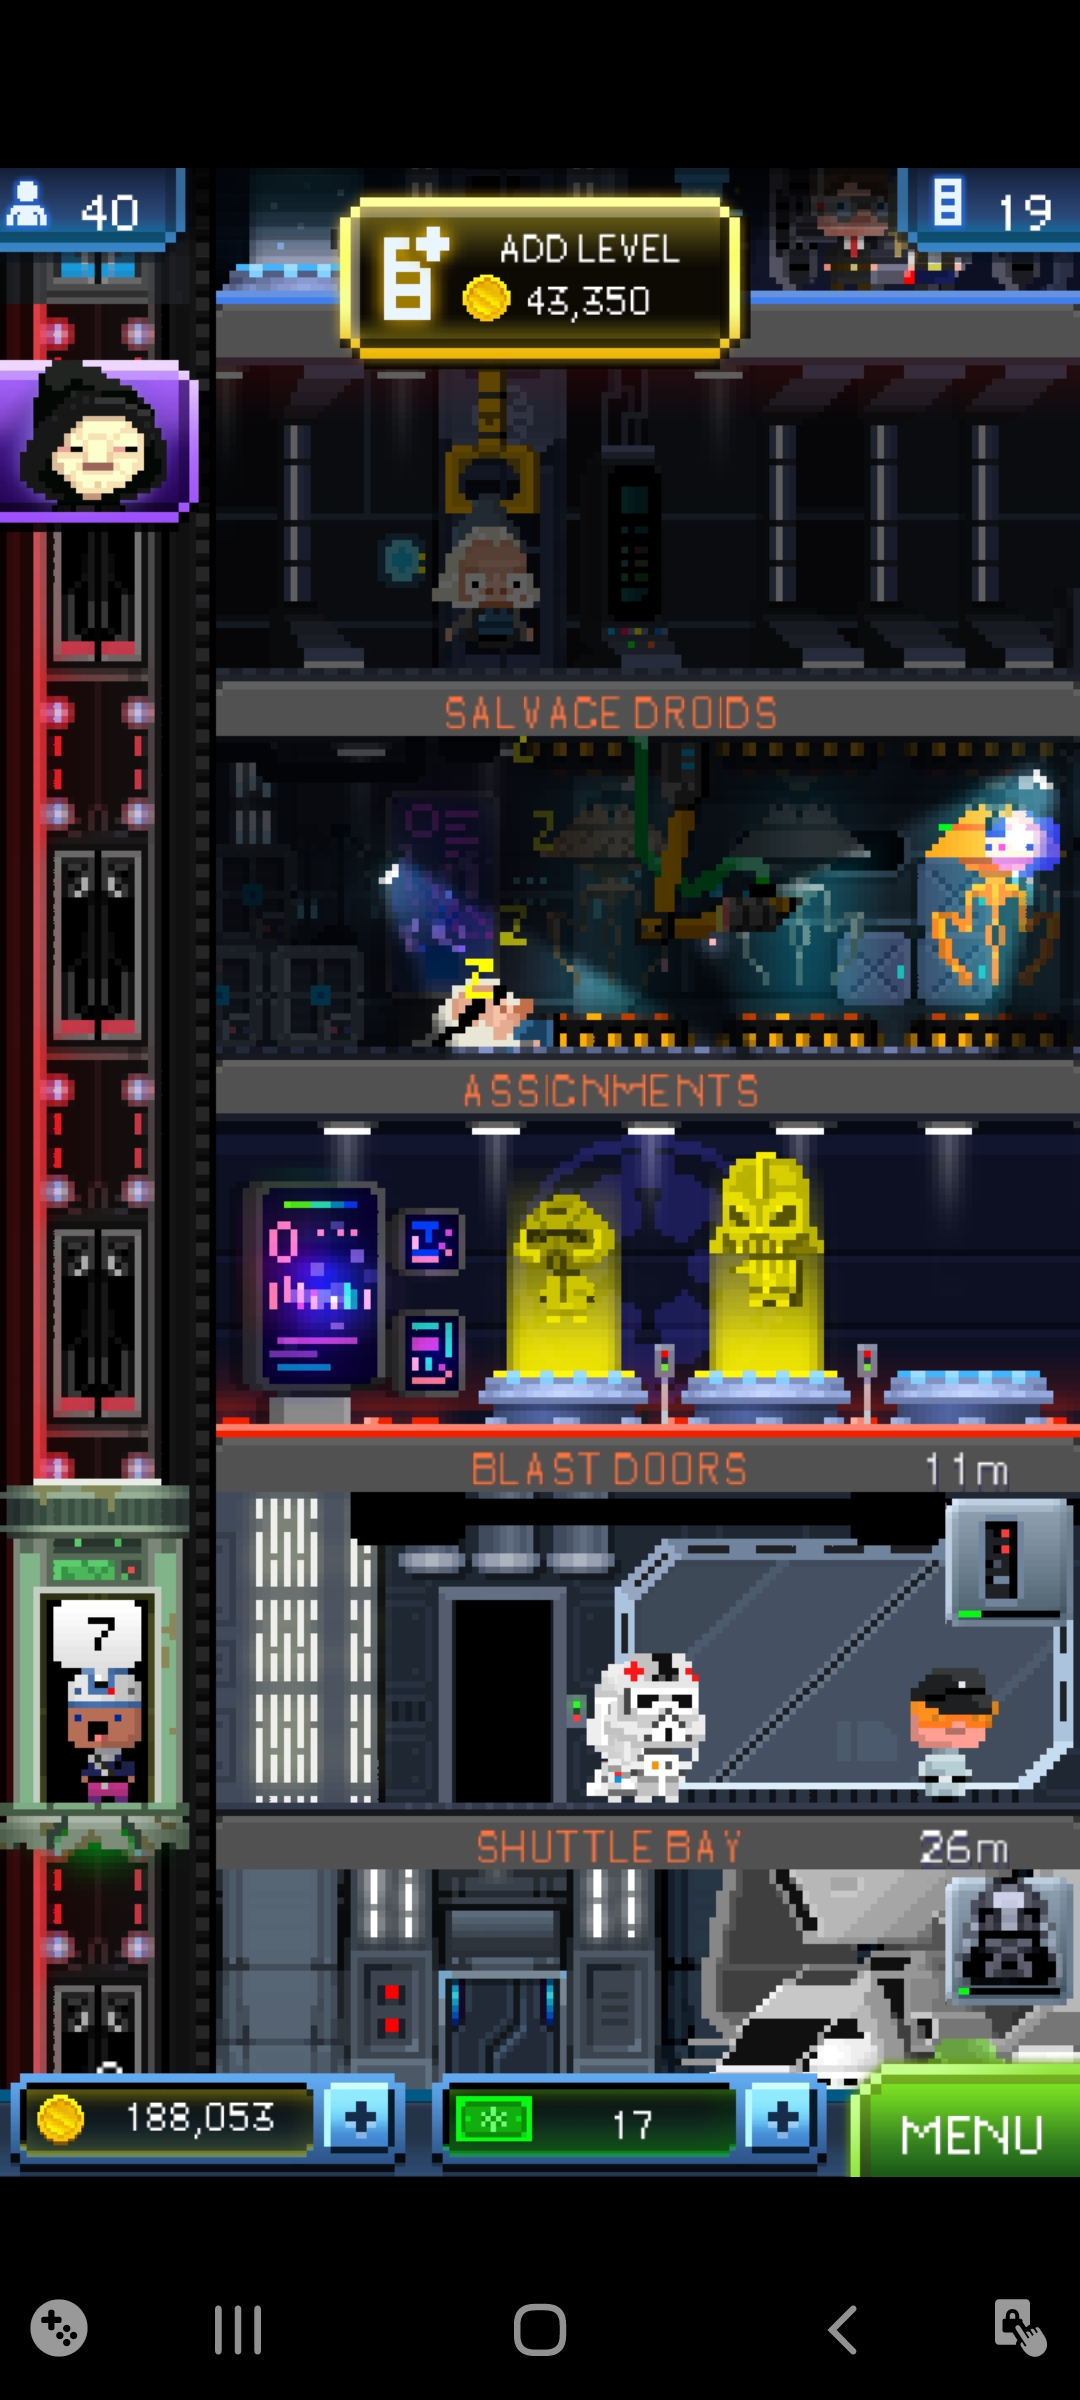 40
19
ADD LEVEL
43,350
SALVAGE DROIDS
Z
Z
Z
Z
ASSIGNMENTS
BLAST DOORS 11m
7
SHUTTLE BAY 26m
188,053
17
MENU